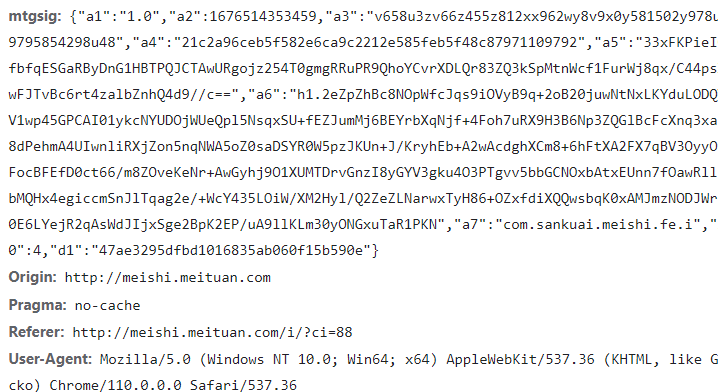 mtgsig: {"a1":"1.0","a2":1676514353459,"a3":"v658u3zv66z455z812xx962wy8v9x0y581502y978u
9795854298u48","a4":"21c2a96ceb5f582e6ca9c2212e585feb5f48c87971109792","a5":"33xFKPieI
fbfqESGaRByDnG1HBTPQJCTAwURgojz254T0gmgRRuPR9QhoYCvrXDLQr83ZQ3kSpMtnWcf1FurWj8qx/C44ps
wFJTvBc6rt4zalbZnhQ4d9//c==","a6":"h1.2eZpZhBc8NOpWfcJqs9iOVyB9q+2oB20juwNtNxLKYduLODQ
V1wp45GPCAI01ykcNYUDOjWUeQpl5NsqxSU+fEZJumMj6BEYrbXqNjf+4Foh7uRX9H3B6Np3ZQGlBcFcXnq3xa
8dPehmA4UIwnliRXjZon5nqNWA5oZ0saDSYR0W5pzJKUn+J/KryhEb+A2wAcdghXCm8+6hFtXA2FX7qBV3OyyO
FocBFEfD0ct66/m8ZOveKeNr+AwGyhj9O1XUMTDrvGnzI8yGYV3gku4O3PTgvv5bbGCNOxbAtxEUnn7fOawRll
bMQHx4egiccmSnJlTqag2e/+WcY435LOiW/XM2Hyl/Q2ZeZLNarwxTyH86+OZxfdiXQQwsbqK0xAMJmzNODJWr
0E6LYejR2qAsWdJIjxSge2BpK2EP/uA9llKLm30yONGxuTaR1PKN","a7":"com.sankuai.meishi.fe.i","
0":4,"d1":"47ae3295dfbd1016835ab060f15b590e"}
Origin: http://meishi.meituan.com
Pragma: no-cache
Referer: http://meishi.meituan.com/i/?ci=88
User-Agent: Mozilla/5.0 (Windows NT 10.0; Win64; x64) AppleWebKit/537.36 (KHTML, like G
cko) Chrome/110.0.0.0 Safari/537.36